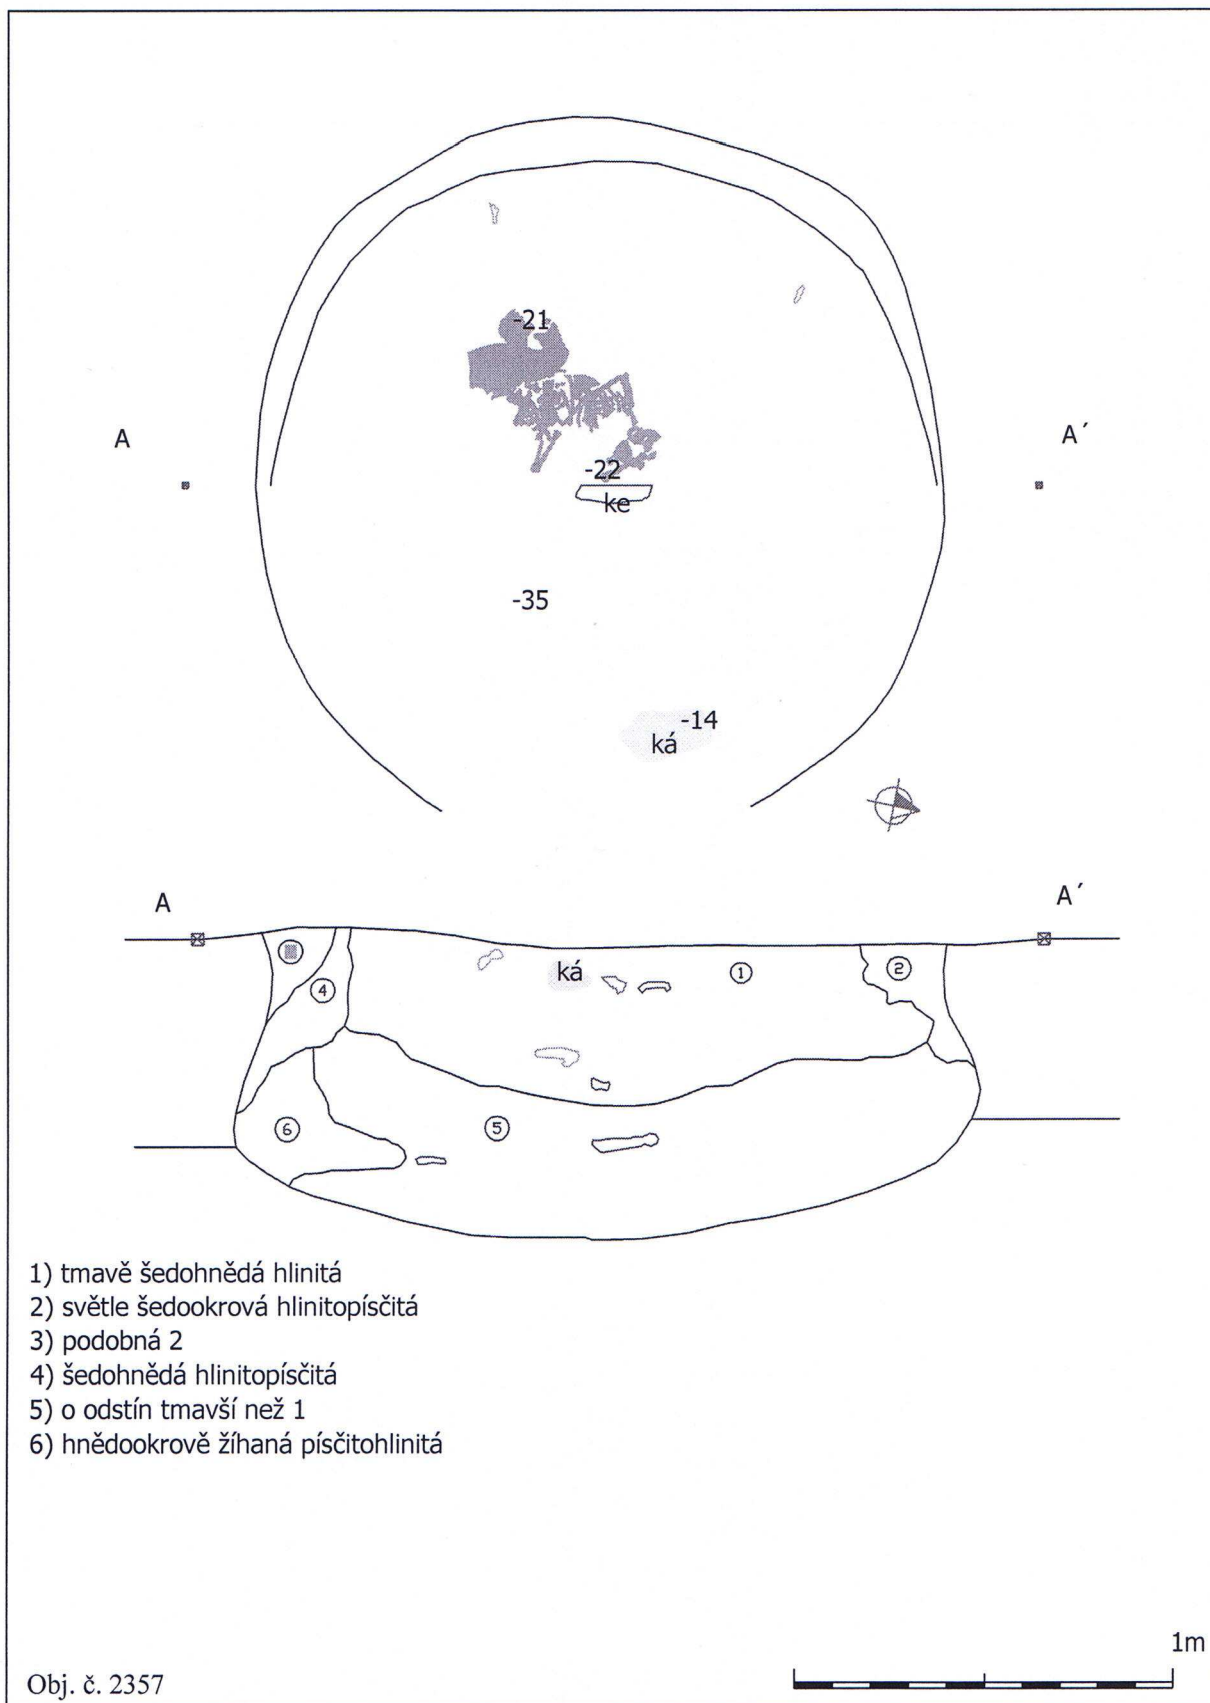 -21
A
A´
-22
ke
-35
-14
ká
A
A´
ká
1
2
4
6
5
1) tmavě šedohnědá hlinitá
2) světle šedookrová hlinitopísčitá
3) podobná 2
4) šedohnědá hlinitopísčitá
5) o odstín tmavší než 1
6) hnědookrově žíhaná písčitohlinitá
1m
Obj. č. 2357